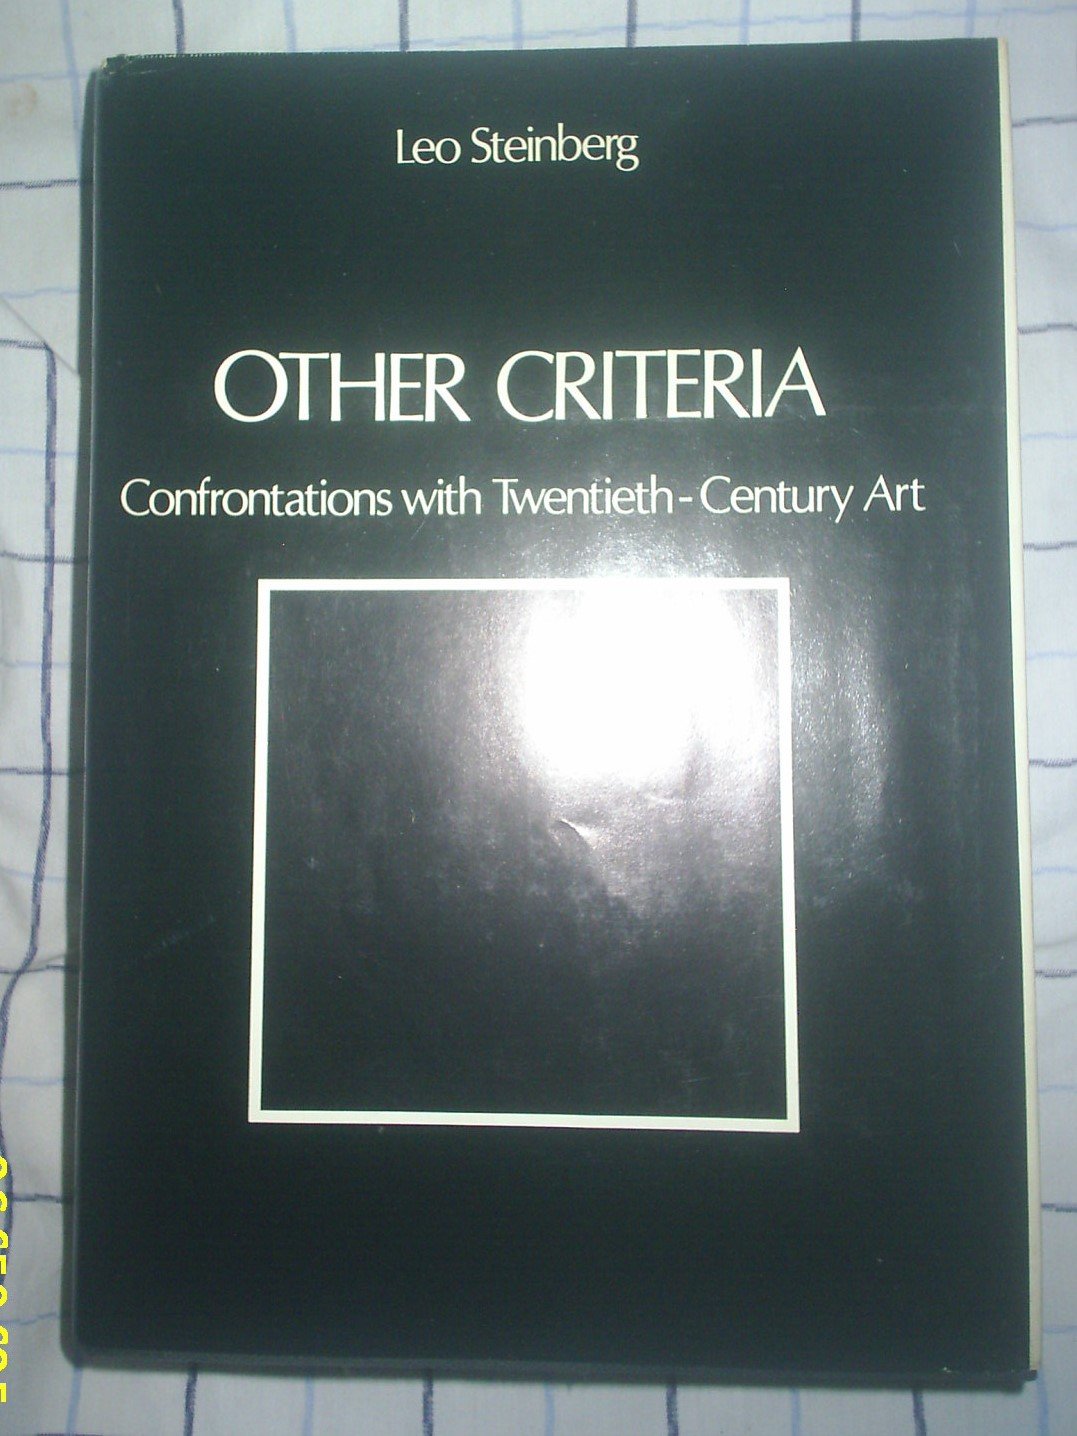 Leo Steinberg
OTHER CRITERIA
Confrontations with Twentieth-Century Art